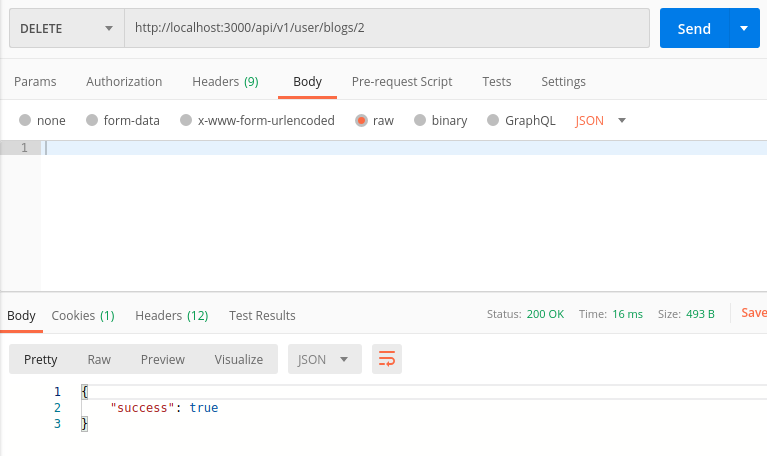 DELETE http://localhost:3000/api/v1/user/blogs/2 Send
Params Authorization Headers (9) Body Pre-request Script Tests Settings
none form-data x-www-form-urlencoded raw binary GraphQL JSON
1
Body Cookies (1) Headers (12) Test Results Status: 200 OK Time: 16 ms Size: 493 B Save
Pretty Raw Preview Visualize JSON
1 {
2 "success": true
3 }